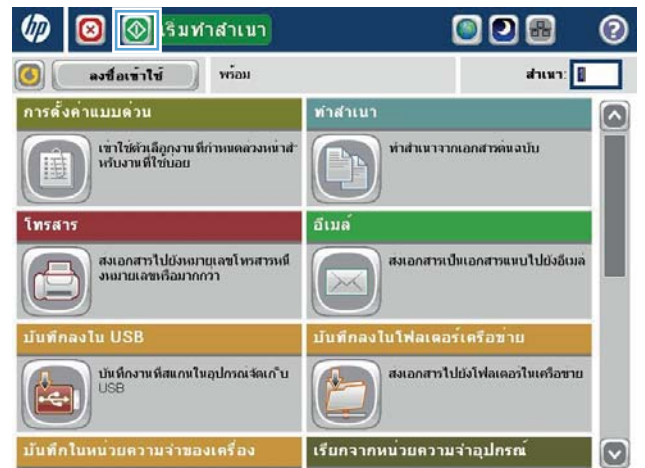 hp
เริ่มทำสำเนา
ลงชื่อเข้าใช้
พร้อม
สำเนา: 1
การตั้งค่าแบบด่วน
เข้าใช้ตัวเลือกงานที่กำหนดล่วงหน้าสำ
หรับงานที่ใช้บ่อย
ทำสำเนา
ทำสำเนาจากเอกสารต้นฉบับ
โทรสาร
ส่งเอกสารไปยังหมายเลขโทรสารหนึ่
งหมายเลขหรือมากกว่า
อีเมล์
ส่งเอกสารเป็นเอกสารแนบไปยังอีเมล
บันทึกลงใน USB
บันทึกงานที่สแกนในอุปกรณ์จัดเก็บ
USB
บันทึกลงในโฟลเดอร์เครือข่าย
ส่งเอกสารไปยังโฟลเดอร์ในเครือข่าย
บันทึกในหน่วยความจำของเครื่อง
เรียกจากหน่วยความจำอุปกรณ์